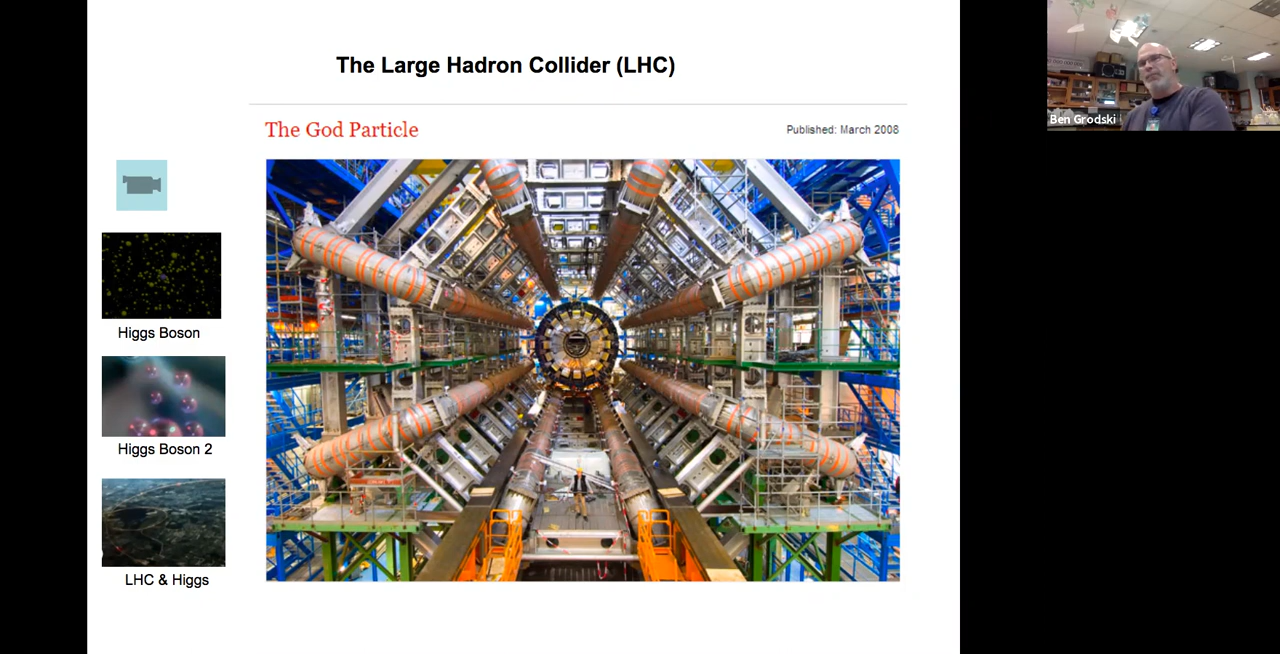 The Large Hadron Collider (LHC)
The God Particle
Published: March 2008
Ben Grodski
Higgs Boson
Higgs Boson 2
LHC & Higgs